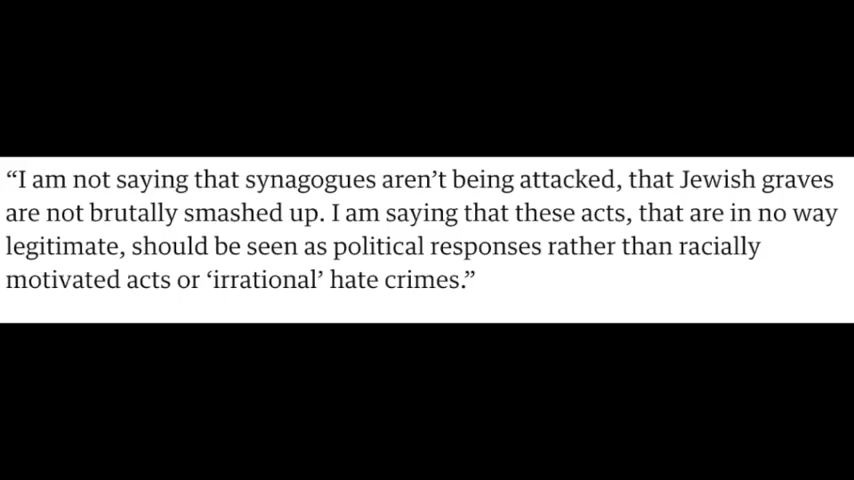 “I am not saying that synagogues aren’t being attacked, that Jewish graves
are not brutally smashed up. I am saying that these acts, that are in no way
legitimate, should be seen as political responses rather than racially
motivated acts or ‘irrational’ hate crimes.”